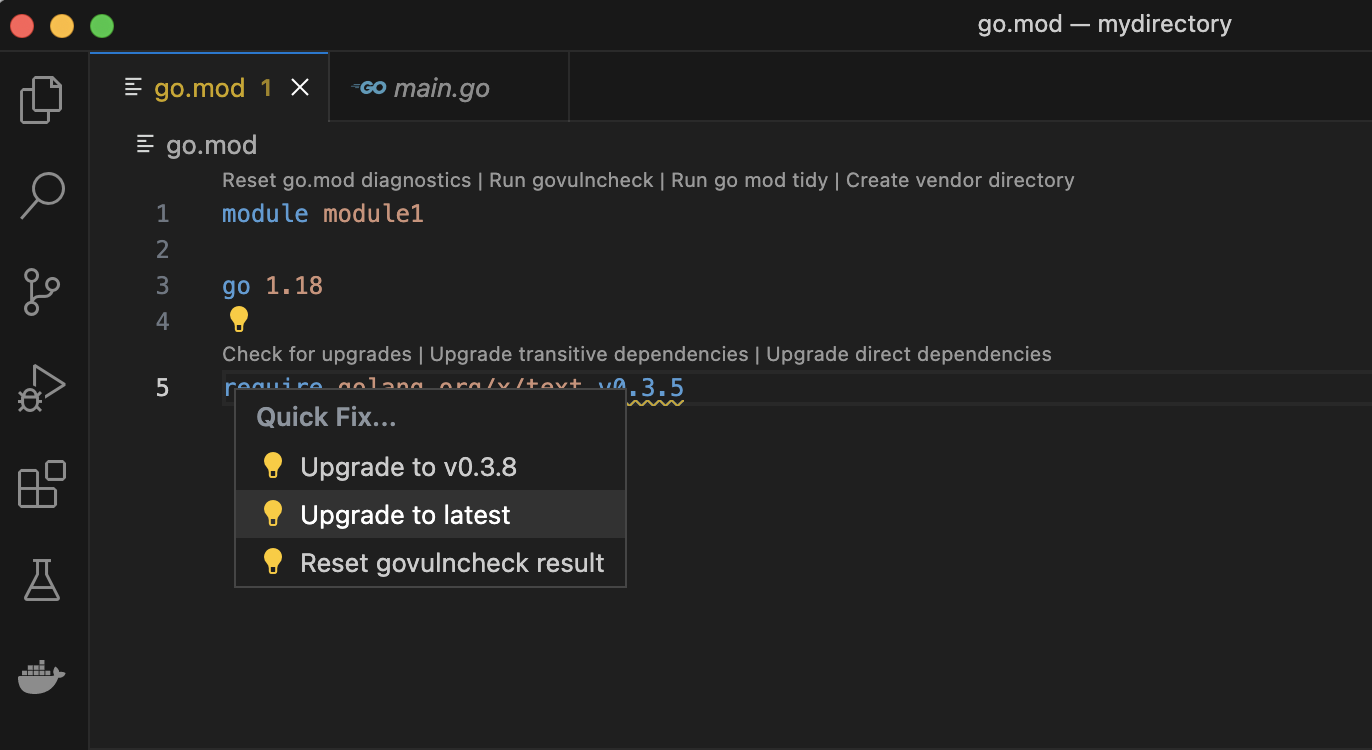 go.mod — mydirectory
go.mod 1
GO main.go
go.mod
Reset go.mod diagnostics | Run govulncheck | Run go mod tidy | Create vendor directory
1 module module1
2
3 go 1.18
4
Check for upgrades | Upgrade transitive dependencies | Upgrade direct dependencies
5 require golang.org/x/text v0.3.5
Quick Fix...
Upgrade to v0.3.8
Upgrade to latest
Reset govulncheck result